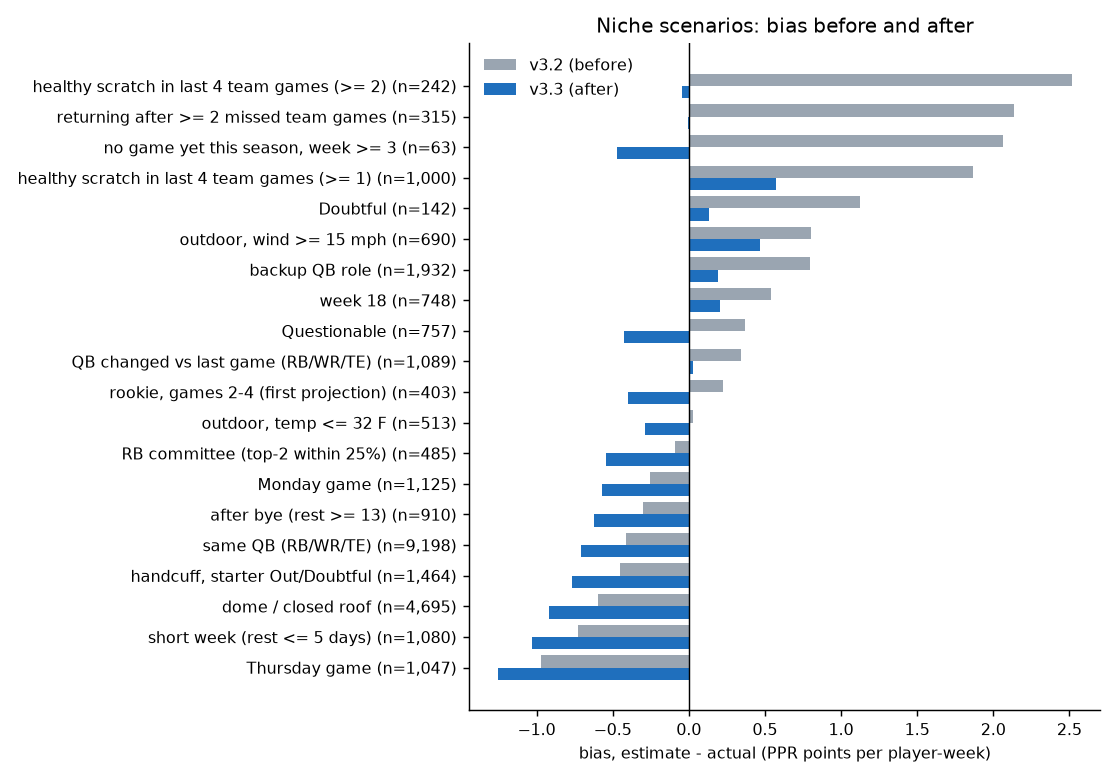 Niche scenarios: bias before and after
v3.2 (before)
v3.3 (after)
healthy scratch in last 4 team games (>= 2) (n=242)
returning after >= 2 missed team games (n=315)
no game yet this season, week >= 3 (n=63)
healthy scratch in last 4 team games (>= 1) (n=1,000)
Doubtful (n=142)
outdoor, wind >= 15 mph (n=690)
backup QB role (n=1,932)
week 18 (n=748)
Questionable (n=757)
QB changed vs last game (RB/WR/TE) (n=1,089)
rookie, games 2-4 (first projection) (n=403)
outdoor, temp <= 32 F (n=513)
RB committee (top-2 within 25%) (n=485)
Monday game (n=1,125)
after bye (rest >= 13) (n=910)
same QB (RB/WR/TE) (n=9,198)
handcuff, starter Out/Doubtful (n=1,464)
dome / closed roof (n=4,695)
short week (rest <= 5 days) (n=1,080)
Thursday game (n=1,047)
−1.0 −0.5 0.0 0.5 1.0 1.5 2.0 2.5
bias, estimate - actual (PPR points per player-week)